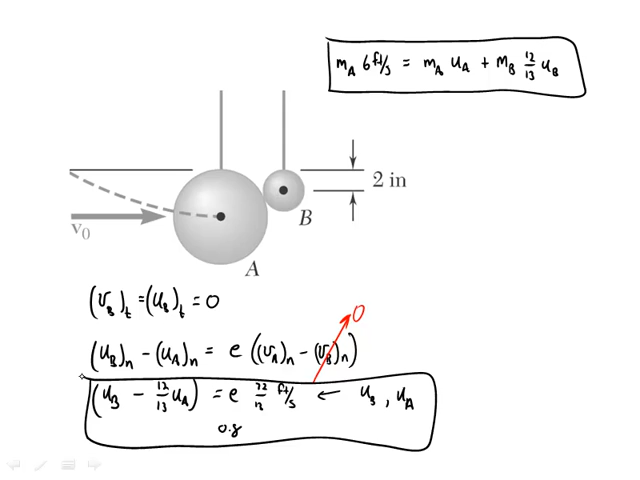 m_A 6 ft/s = m_A u_A + m_B 12/13 u_B
2 in
B
v_0
A
(v_B)_t = (u_B)_t = 0
0
(u_B)_n - (u_A)_n = e ((v_A)_n - (v_B)_n)
(u_B - 12/13 u_A) = e 72/12 ft/s ← u_B, u_A
0.8